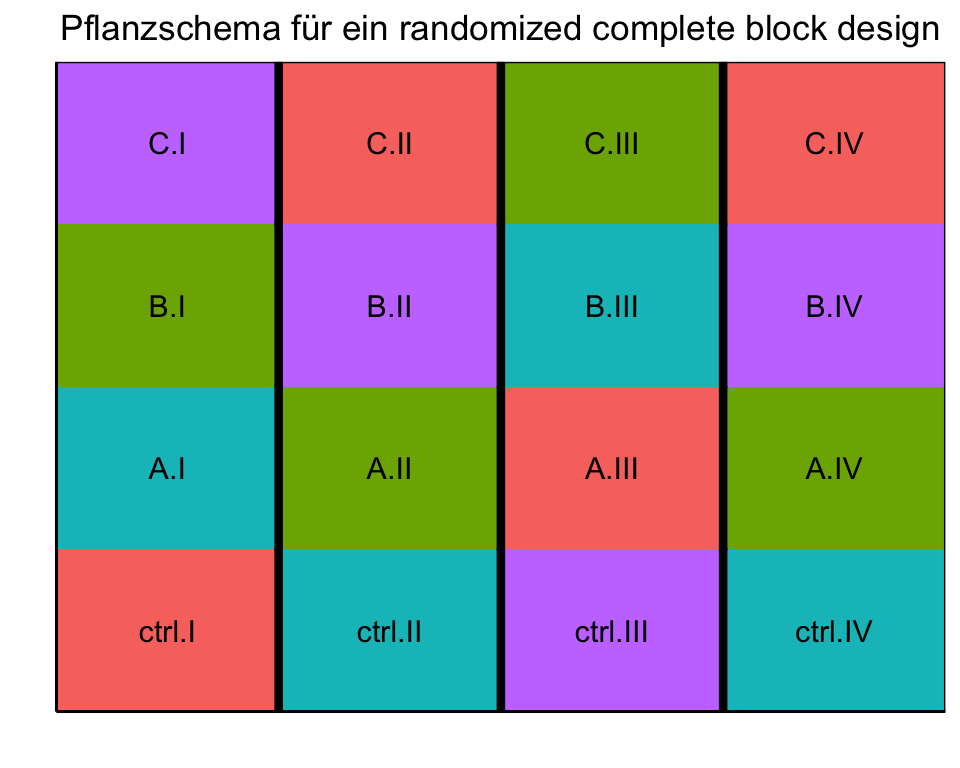 Pflanzschema für ein randomized complete block design
C.I C.II C.III C.IV
B.I B.II B.III B.IV
A.I A.II A.III A.IV
ctrl.I ctrl.II ctrl.III ctrl.IV